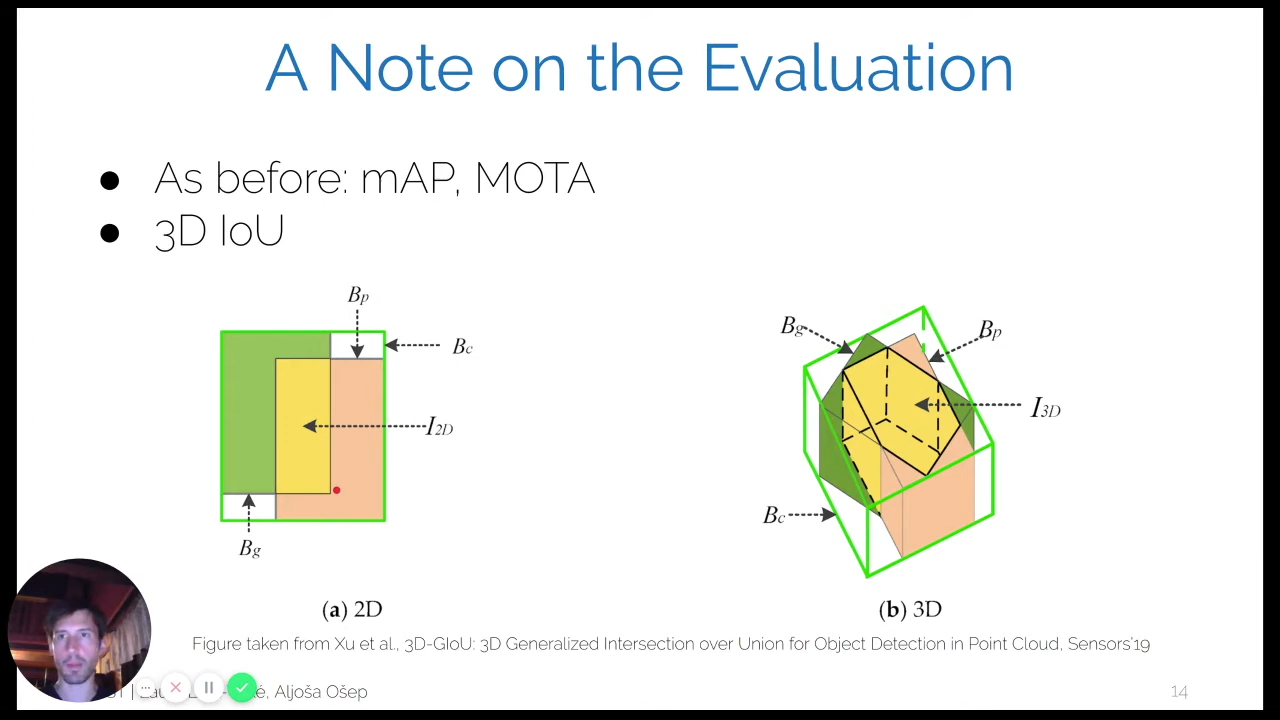 A Note on the Evaluation
● As before: mAP, MOTA
● 3D IoU
Bp
Bc
I2D
Bg
Bg
Bp
I3D
Bc
(a) 2D
(b) 3D
Figure taken from Xu et al., 3D-GIoU: 3D Generalized Intersection over Union for Object Detection in Point Cloud, Sensors'19
Aljoša Ošep
14